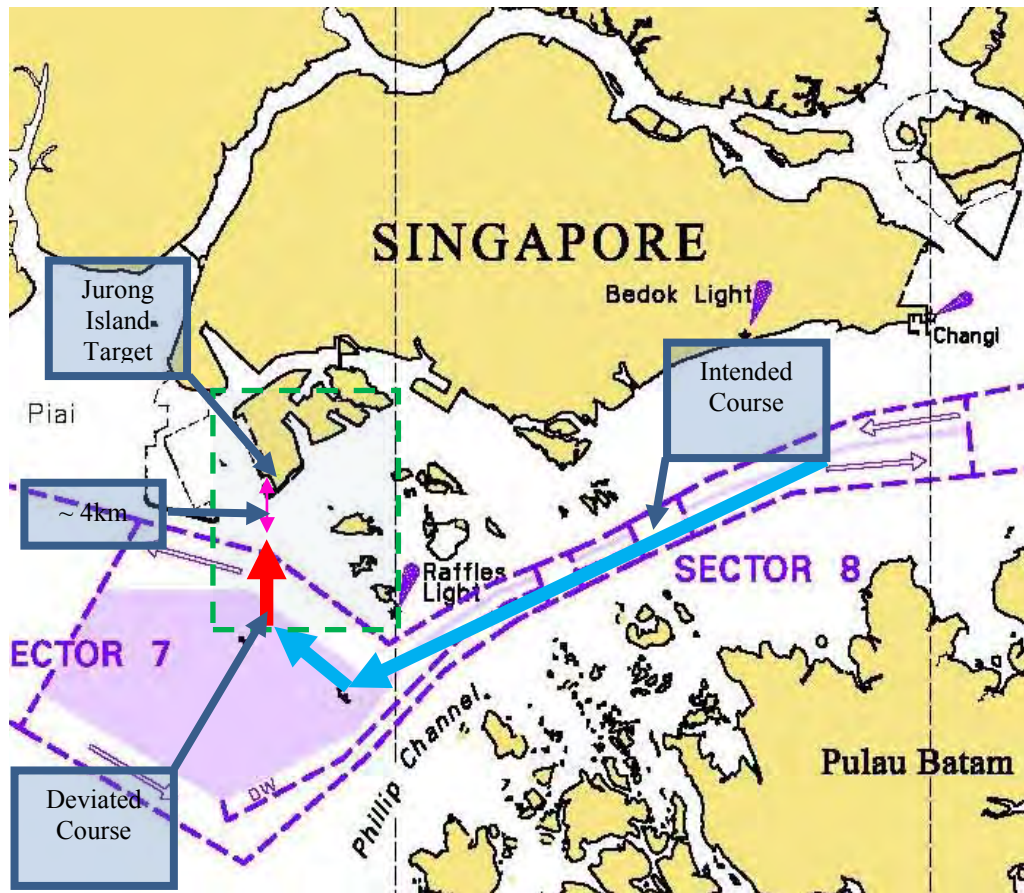 SINGAPORE
Jurong
Island
Target
Bedok Light
Changi
Intended
Course
Piai
~ 4km
Raffles
Light
SECTOR 8
ECTOR 7
Deviated
Course
DW
Phillip Channel
Pulau Batam